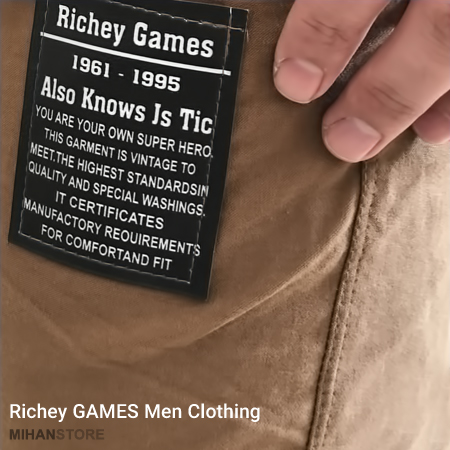 Richey Games
1961 - 1995
Also Knows Js Tic
YOU ARE YOUR OWN SUPER HERO
THIS GARMENT IS VINTAGE TO
MEET,THE HIGHEST STANDARDSIN
QUALITY AND SPECIAL WASHINGS,
IT CERTIFICATES
MANUFACTORY REQUIREMENTS
FOR COMFORTAND FIT
Richey GAMES Men Clothing
MIHANSTORE